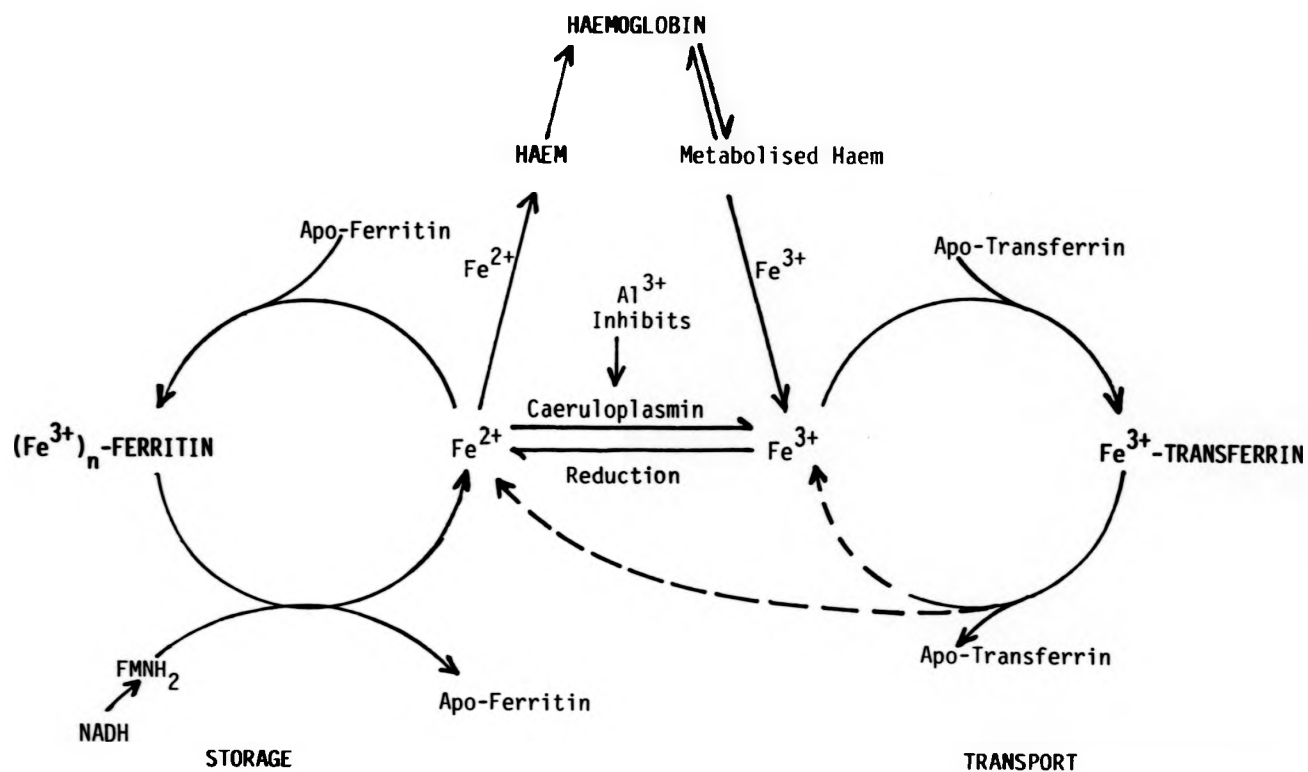 HAEMOGLOBIN
HAEM
Metabolised Haem
Apo-Ferritin
Fe2+
Al3+
Inhibits
Fe3+
Apo-Transferrin
Caeruloplasmin
(Fe3+)n-FERRITIN
Fe2+
Fe3+
Fe3+-TRANSFERRIN
Reduction
FMNH2
Apo-Ferritin
Apo-Transferrin
NADH
STORAGE
TRANSPORT